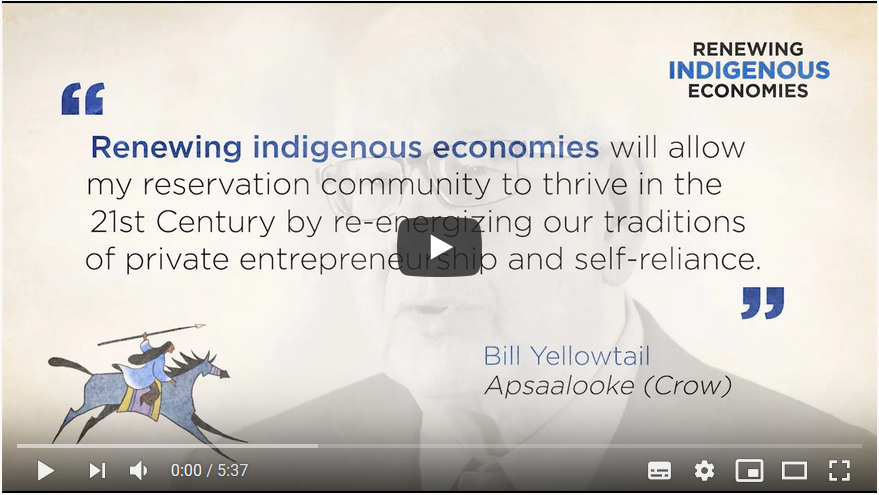 RENEWING
INDIGENOUS
ECONOMIES
“
Renewing indigenous economies will allow
my reservation community to thrive in the
21st Century by re-energizing our traditions
of private entrepreneurship and self-reliance.
”
Bill Yellowtail
Apsaalooke (Crow)
0:00 / 5:37